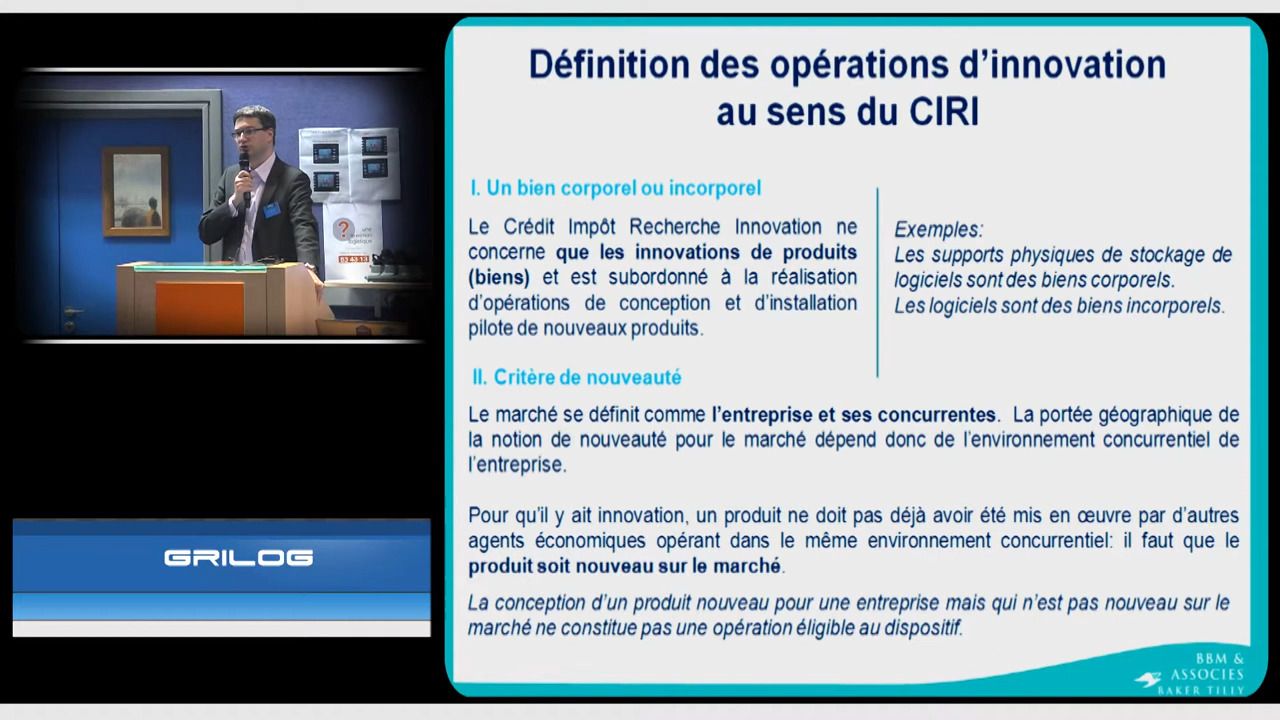 Définition des opérations d'innovation
au sens du CIRI
I. Un bien corporel ou incorporel
Le Crédit Impôt Recherche Innovation ne
concerne que les innovations de produits
(biens) et est subordonné à la réalisation
d'opérations de conception et d'installation
pilote de nouveaux produits.
Exemples:
Les supports physiques de stockage de
logiciels sont des biens corporels.
Les logiciels sont des biens incorporels.
II. Critère de nouveauté
Le marché se définit comme l'entreprise et ses concurrentes. La portée géographique de
la notion de nouveauté pour le marché dépend donc de l'environnement concurrentiel de
l'entreprise.
Pour qu'il y ait innovation, un produit ne doit pas déjà avoir été mis en œuvre par d'autres
agents économiques opérant dans le même environnement concurrentiel: il faut que le
produit soit nouveau sur le marché.
La conception d'un produit nouveau pour une entreprise mais qui n'est pas nouveau sur le
marché ne constitue pas une opération éligible au dispositif.
BBM &
ASSOCIES
BAKER TILLY
?
une
logistique
GRILOG